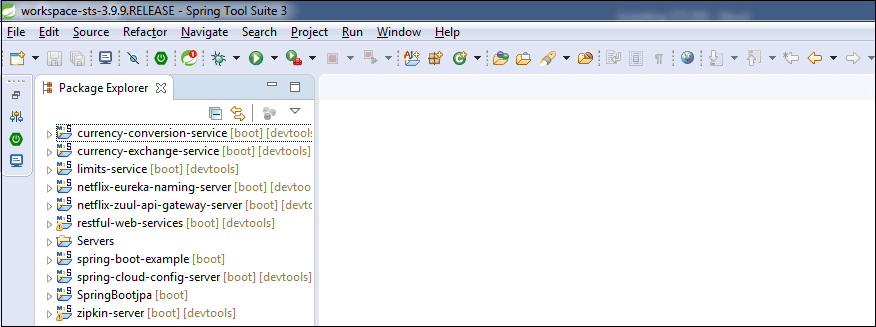 workspace-sts-3.9.9.RELEASE - Spring Tool Suite 3
File Edit Source Refactor Navigate Search Project Run Window Help
Package Explorer
currency-conversion-service [boot] [devtools
currency-exchange-service [boot] [devtools]
limits-service [boot] [devtools]
netflix-eureka-naming-server [boot] [devtools
netflix-zuul-api-gateway-server [boot] [devto
restful-web-services [boot] [devtools]
Servers
spring-boot-example [boot]
spring-cloud-config-server [boot] [devtools]
SpringBootjpa [boot]
zipkin-server [boot] [devtools]